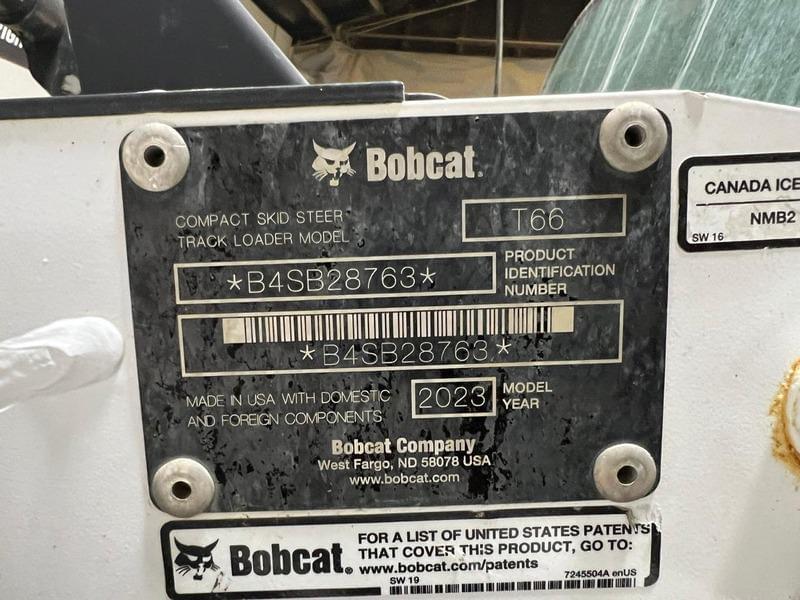 Bobcat.
COMPACT SKID STEER
TRACK LOADER MODEL
T66
*B4SB28763*
PRODUCT
IDENTIFICATION
NUMBER
*B4SB28763*
MADE IN USA WITH DOMESTIC
AND FOREIGN COMPONENTS
2023
MODEL
YEAR
Bobcat Company
West Fargo, ND 58078 USA
www.bobcat.com
CANADA ICE
NMB2
SW 16
Bobcat.
FOR A LIST OF UNITED STATES PATENTS
THAT COVER THIS PRODUCT, GO TO:
www.bobcat.com/patents
SW 19
7245504A enUS